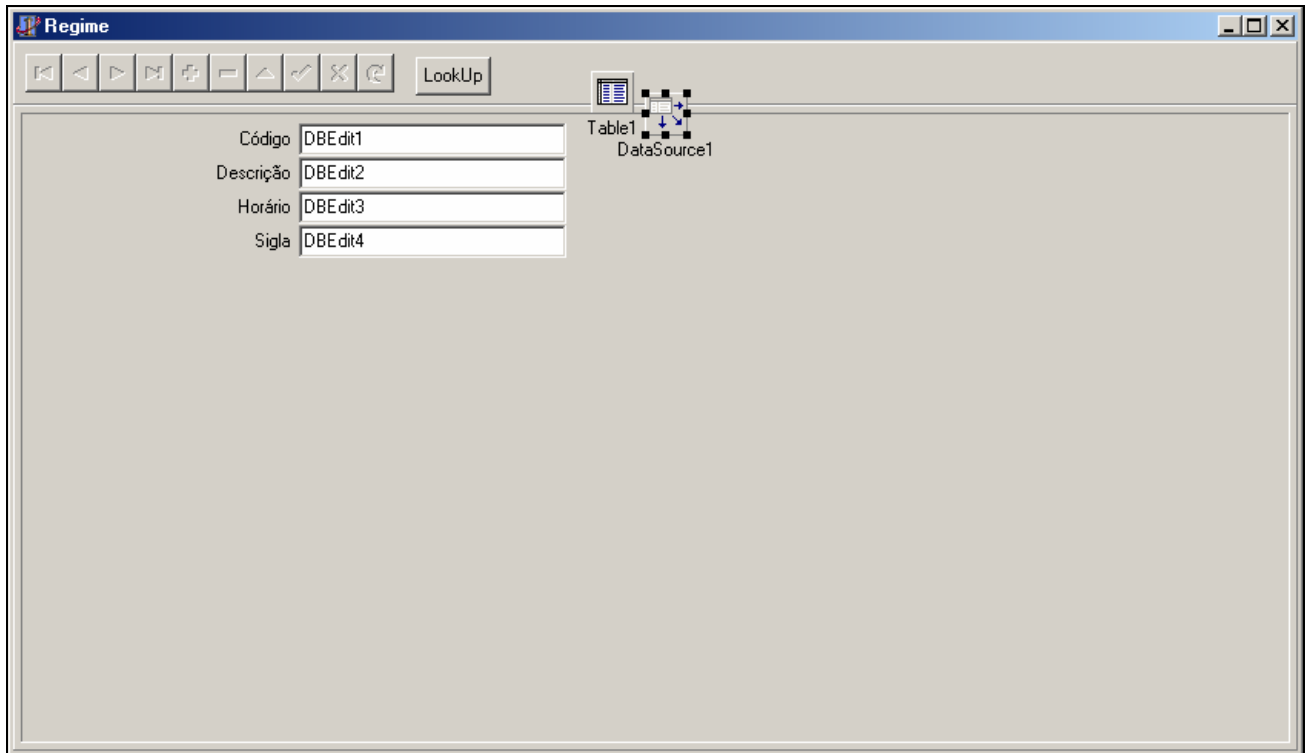 Regime
LookUp
Table1
DataSource1
Código DBEdit1
Descrição DBEdit2
Horário DBEdit3
Sigla DBEdit4